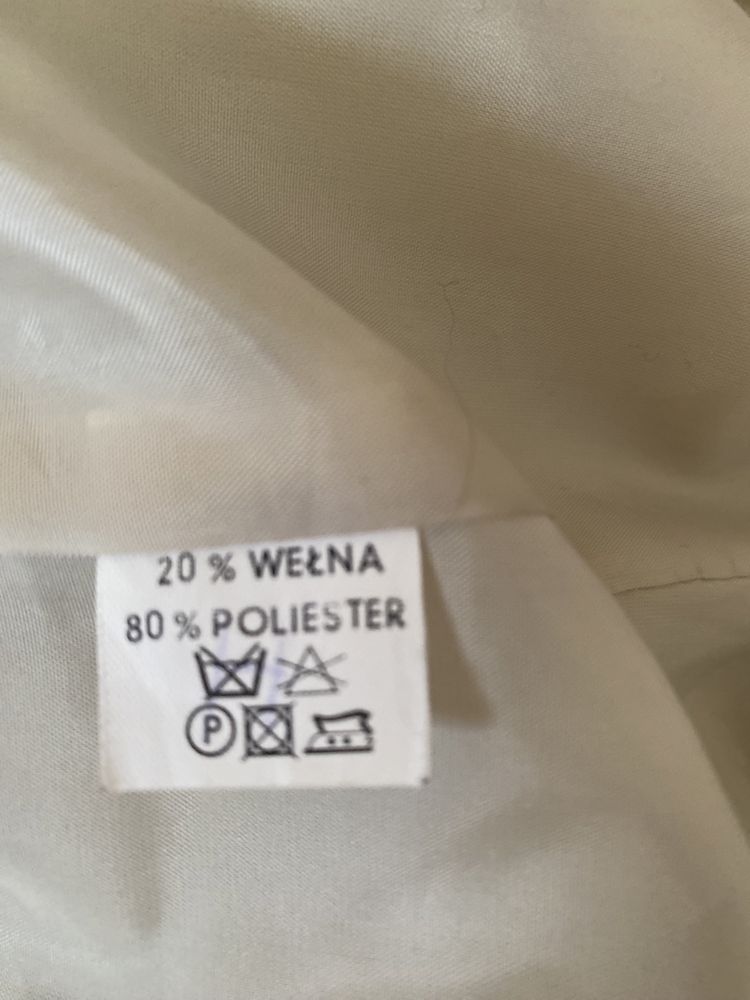 20 % WEŁNA
80 % POLIESTER
P